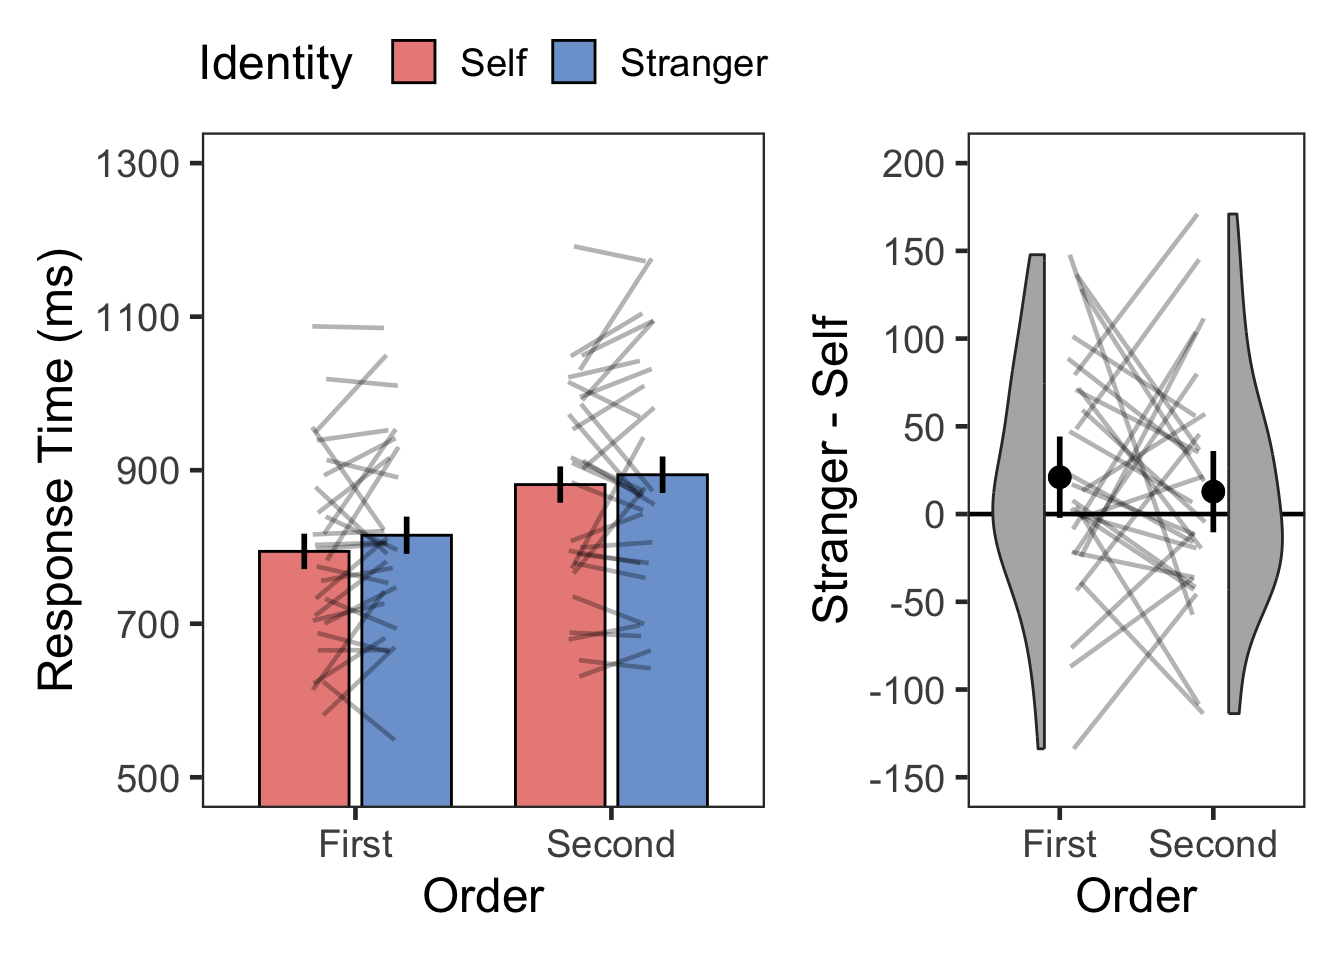 Identity Self Stranger
Response Time (ms)
1300
1100
900
700
500
First Second
Order
Stranger - Self
200
150
100
50
0
-50
-100
-150
First Second
Order